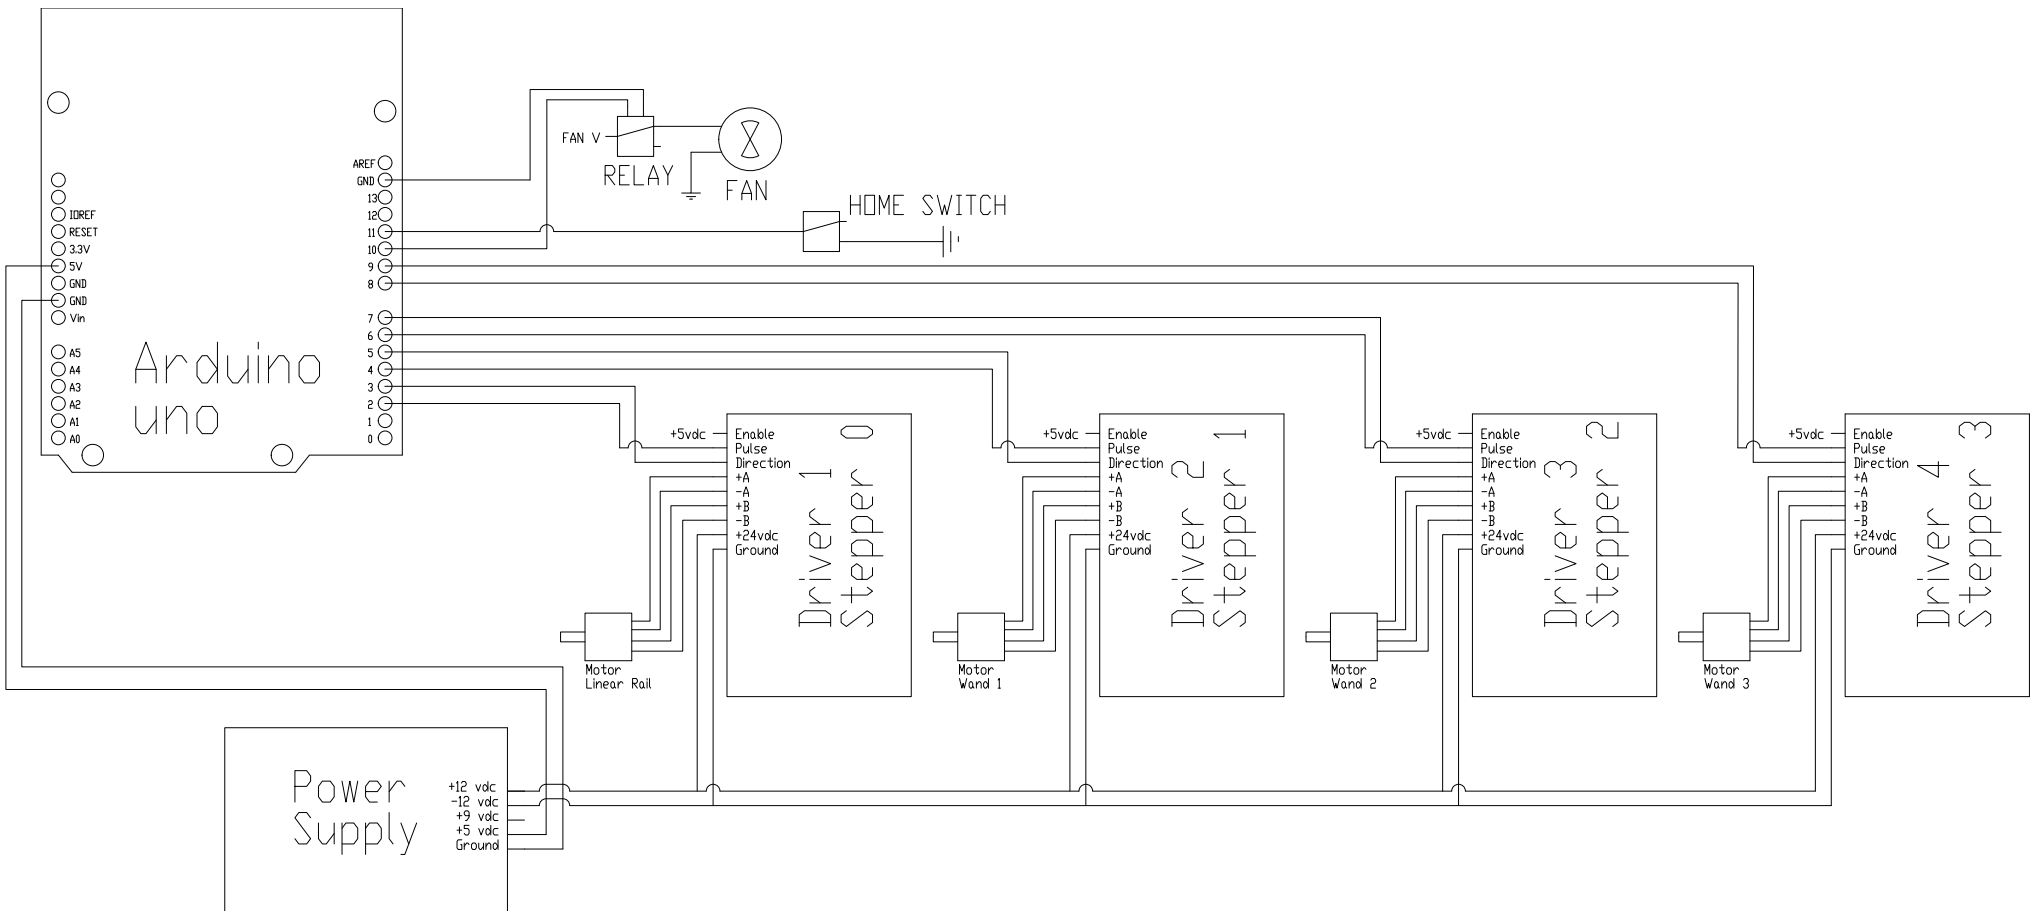 AREF
GND
13
12
11
10
9
8
7
6
5
4
3
2
1
0
IOREF
RESET
3.3V
5V
GND
GND
Vin
A5
A4
A3
A2
A1
A0
Arduino
uno
FAN V
RELAY
FAN
HOME SWITCH
+5vdc
Enable
Pulse
Direction
+A
-A
+B
-B
+24vdc
Ground
Driver 1
Stepper 0
Motor
Linear Rail
+5vdc
Enable
Pulse
Direction
+A
-A
+B
-B
+24vdc
Ground
Driver 2
Stepper 1
Motor
Wand 1
+5vdc
Enable
Pulse
Direction
+A
-A
+B
-B
+24vdc
Ground
Driver 3
Stepper 2
Motor
Wand 2
+5vdc
Enable
Pulse
Direction
+A
-A
+B
-B
+24vdc
Ground
Driver 4
Stepper 3
Motor
Wand 3
Power
Supply
+12 vdc
-12 vdc
+9 vdc
+5 vdc
Ground